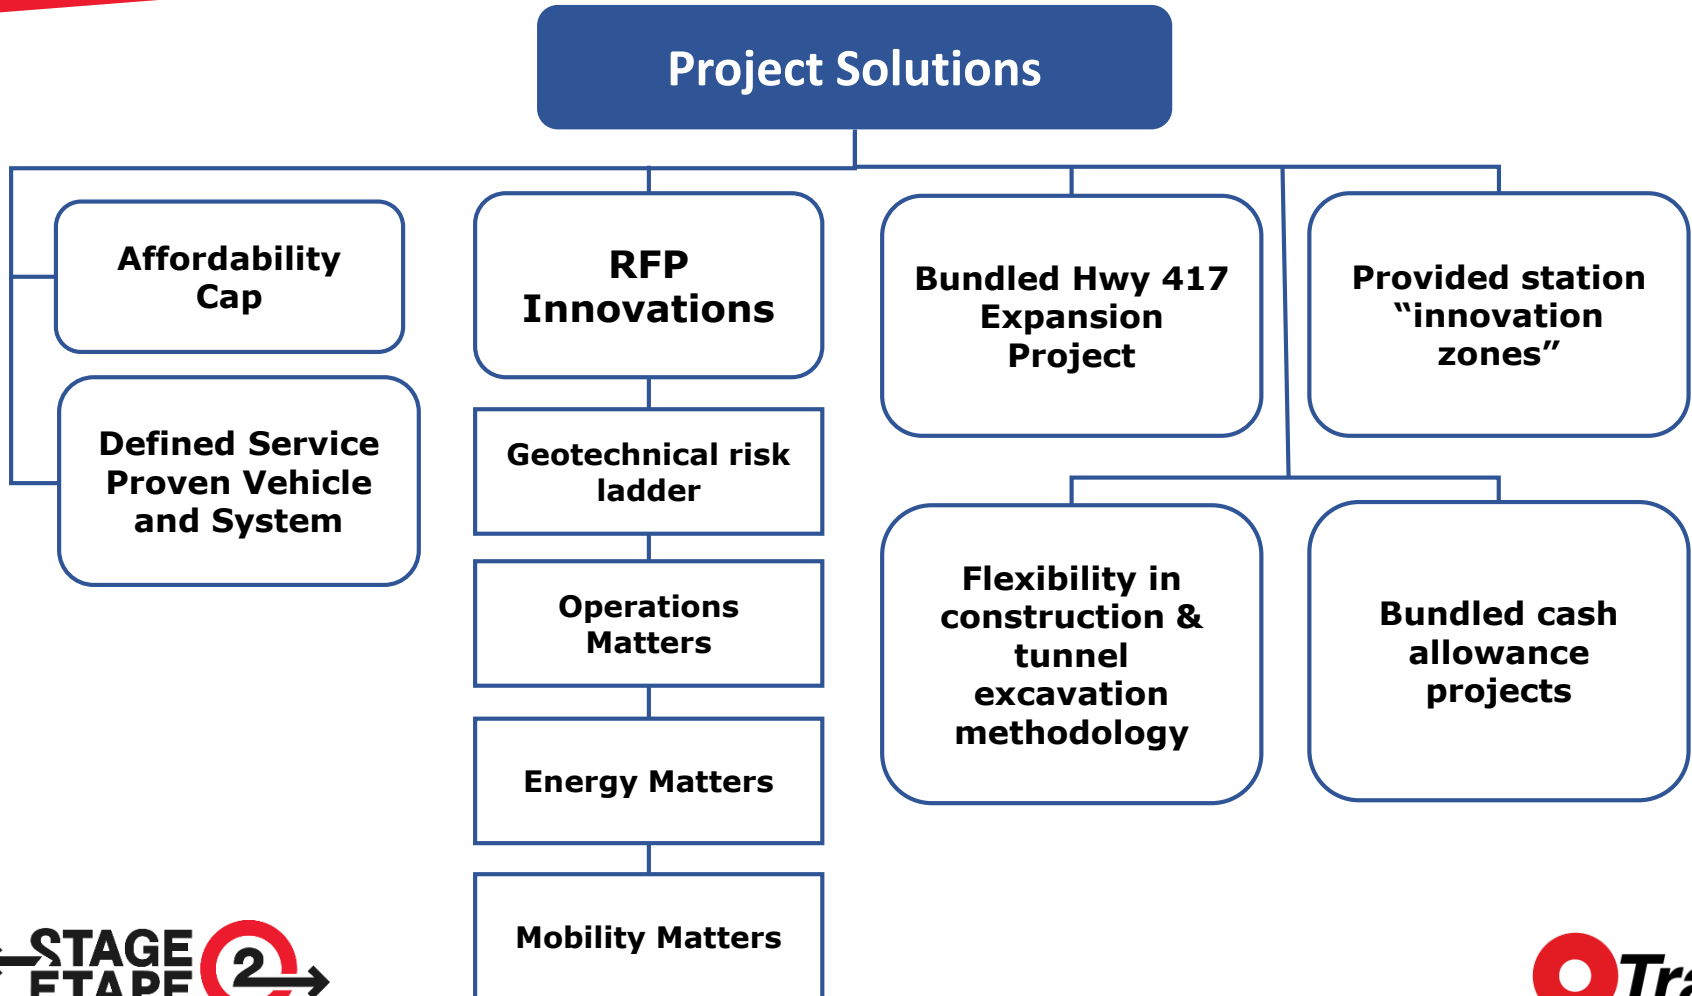 Project Solutions
Affordability
Cap
Defined Service
Proven Vehicle
and System
RFP
Innovations
Geotechnical risk
ladder
Operations
Matters
Energy Matters
Mobility Matters
Bundled Hwy 417
Expansion
Project
Provided station
“innovation
zones”
Flexibility in
construction &
tunnel
excavation
methodology
Bundled cash
allowance
projects
STAGE
ETAPE
2
Tra